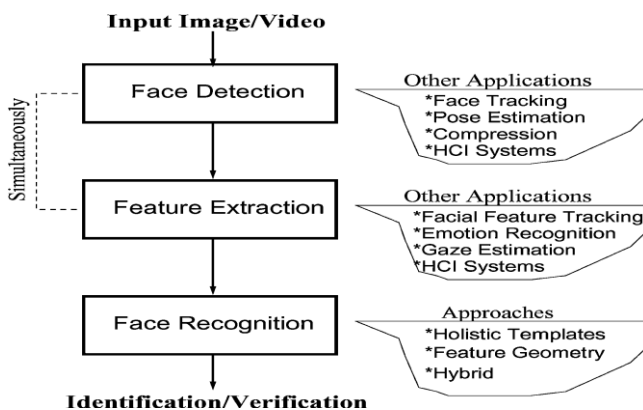 Input Image/Video
Face Detection
Other Applications
*Face Tracking
*Pose Estimation
*Compression
*HCI Systems
Simultaneously
Feature Extraction
Other Applications
*Facial Feature Tracking
*Emotion Recognition
*Gaze Estimation
*HCI Systems
Face Recognition
Approaches
*Holistic Templates
*Feature Geometry
*Hybrid
Identification/Verification